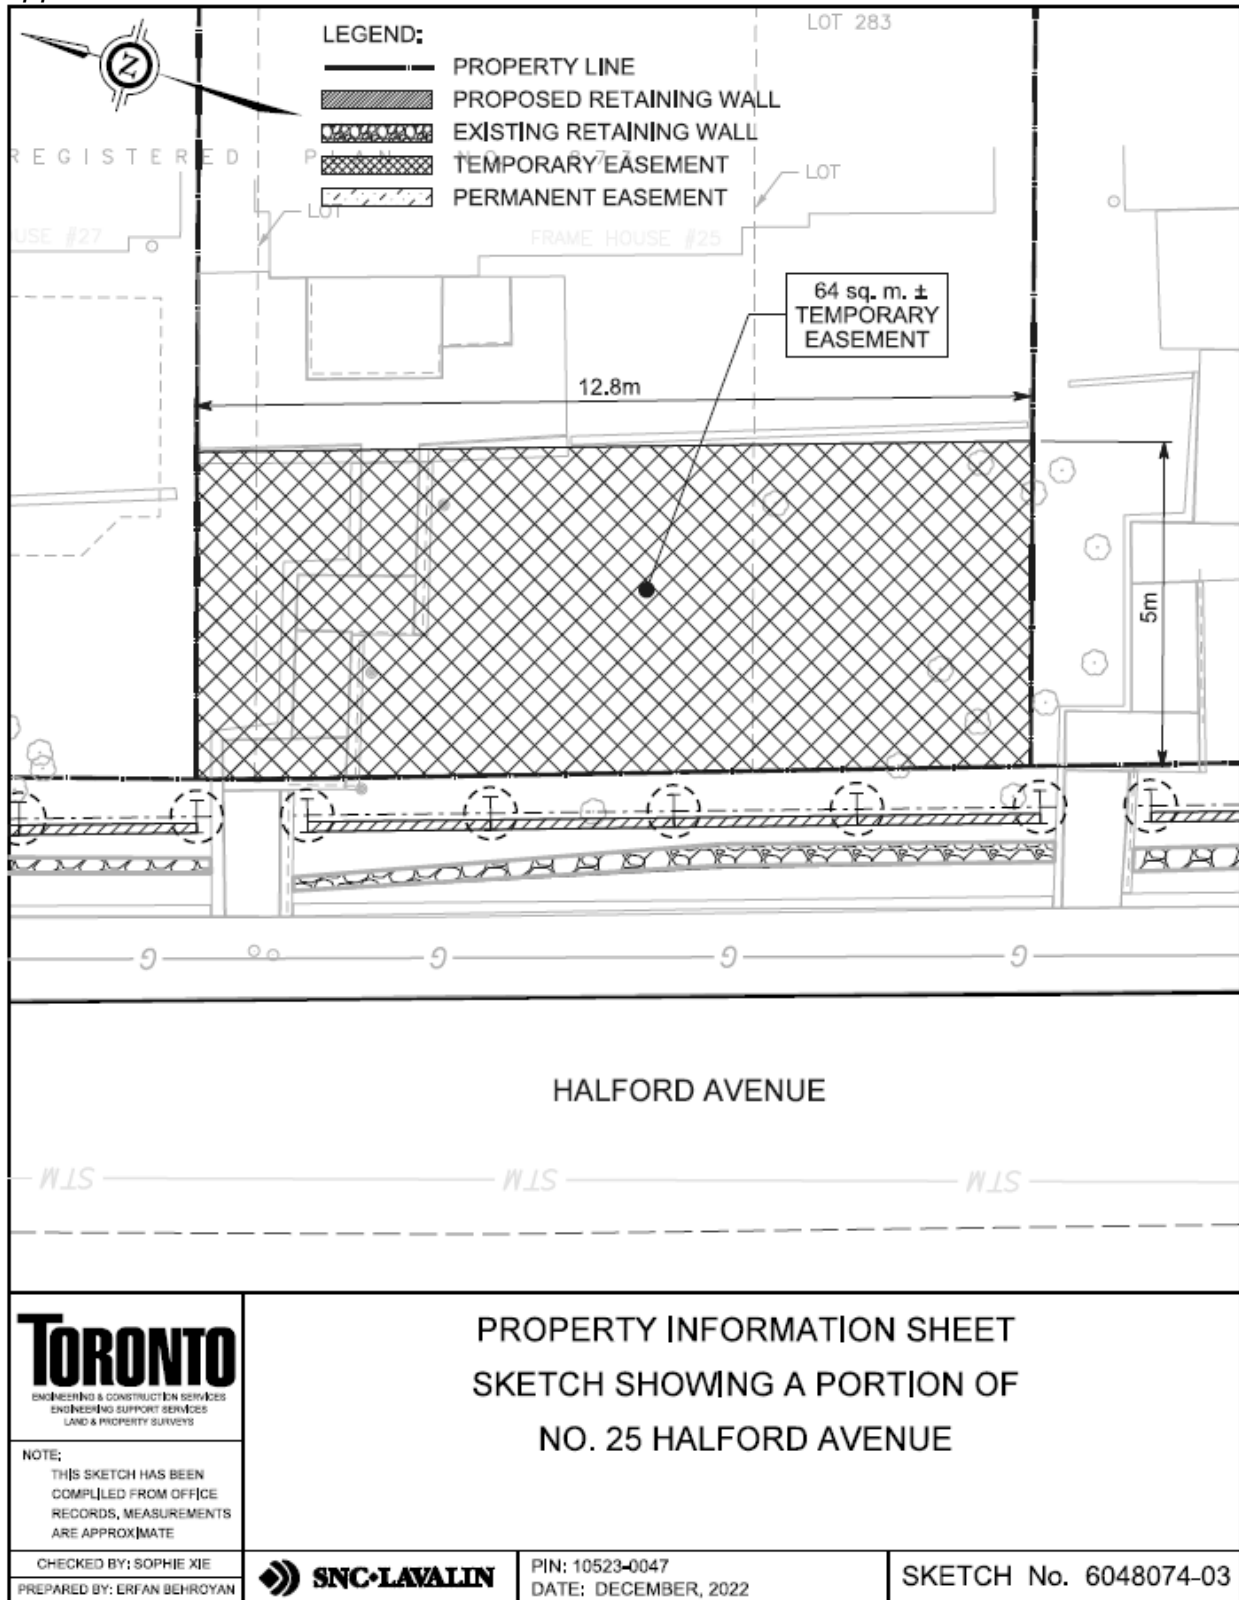 LOT 283
LEGEND:
PROPERTY LINE
PROPOSED RETAINING WALL
EXISTING RETAINING WALL
TEMPORARY EASEMENT
PERMANENT EASEMENT
REGISTERED PLAN NO. 877
LOT
LOT
USE #27
FRAME HOUSE #25
64 sq. m. ±
TEMPORARY
EASEMENT
12.8m
5m
G G G G
HALFORD AVENUE
STM STM STM
TORONTO
ENGINEERING & CONSTRUCTION SERVICES
ENGINEERING SUPPORT SERVICES
LAND & PROPERTY SURVEYS
NOTE:
THIS SKETCH HAS BEEN
COMPLILED FROM OFFICE
RECORDS, MEASUREMENTS
ARE APPROXIMATE
CHECKED BY: SOPHIE XIE
PREPARED BY: ERFAN BEHROYAN
PROPERTY INFORMATION SHEET
SKETCH SHOWING A PORTION OF
NO. 25 HALFORD AVENUE
SNC•LAVALIN
PIN: 10523-0047
DATE: DECEMBER, 2022
SKETCH No. 6048074-03